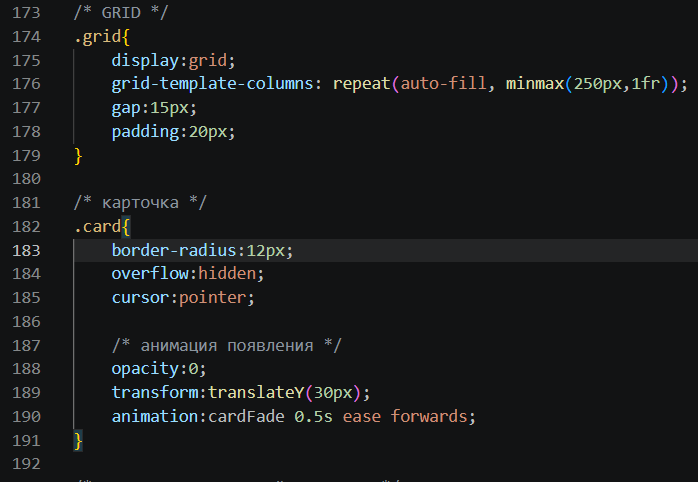 173 /* GRID */
174 .grid{
175 display:grid;
176 grid-template-columns: repeat(auto-fill, minmax(250px,1fr));
177 gap:15px;
178 padding:20px;
179 }
180
181 /* карточка */
182 .card{
183 border-radius:12px;
184 overflow:hidden;
185 cursor:pointer;
186
187 /* анимация появления */
188 opacity:0;
189 transform:translateY(30px);
190 animation:cardFade 0.5s ease forwards;
191 }
192